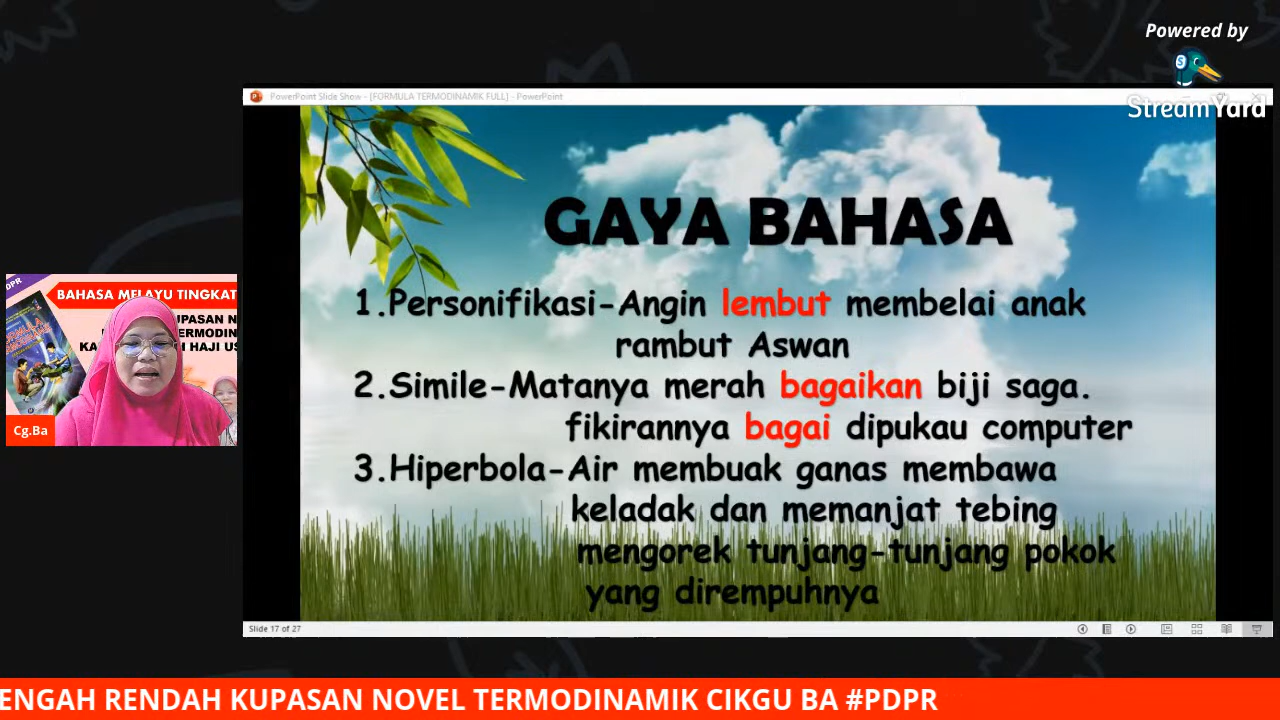 Powered by
StreamYard
PowerPoint Slide Show - [FORMULA TERMODINAMIK FULL] - PowerPoint
GAYA BAHASA
1.Personifikasi-Angin lembut membelai anak
rambut Aswan
2.Simile-Matanya merah bagaikan biji saga.
fikirannya bagai dipukau computer
3.Hiperbola-Air membuak ganas membawa
keladak dan memanjat tebing
mengorek tunjang-tunjang pokok
yang dirempuhnya
Slide 17 of 27
BAHASA MELAYU TINGKAT
HAJI US
Cg.Ba
ENGAH RENDAH KUPASAN NOVEL TERMODINAMIK CIKGU BA #PDPR